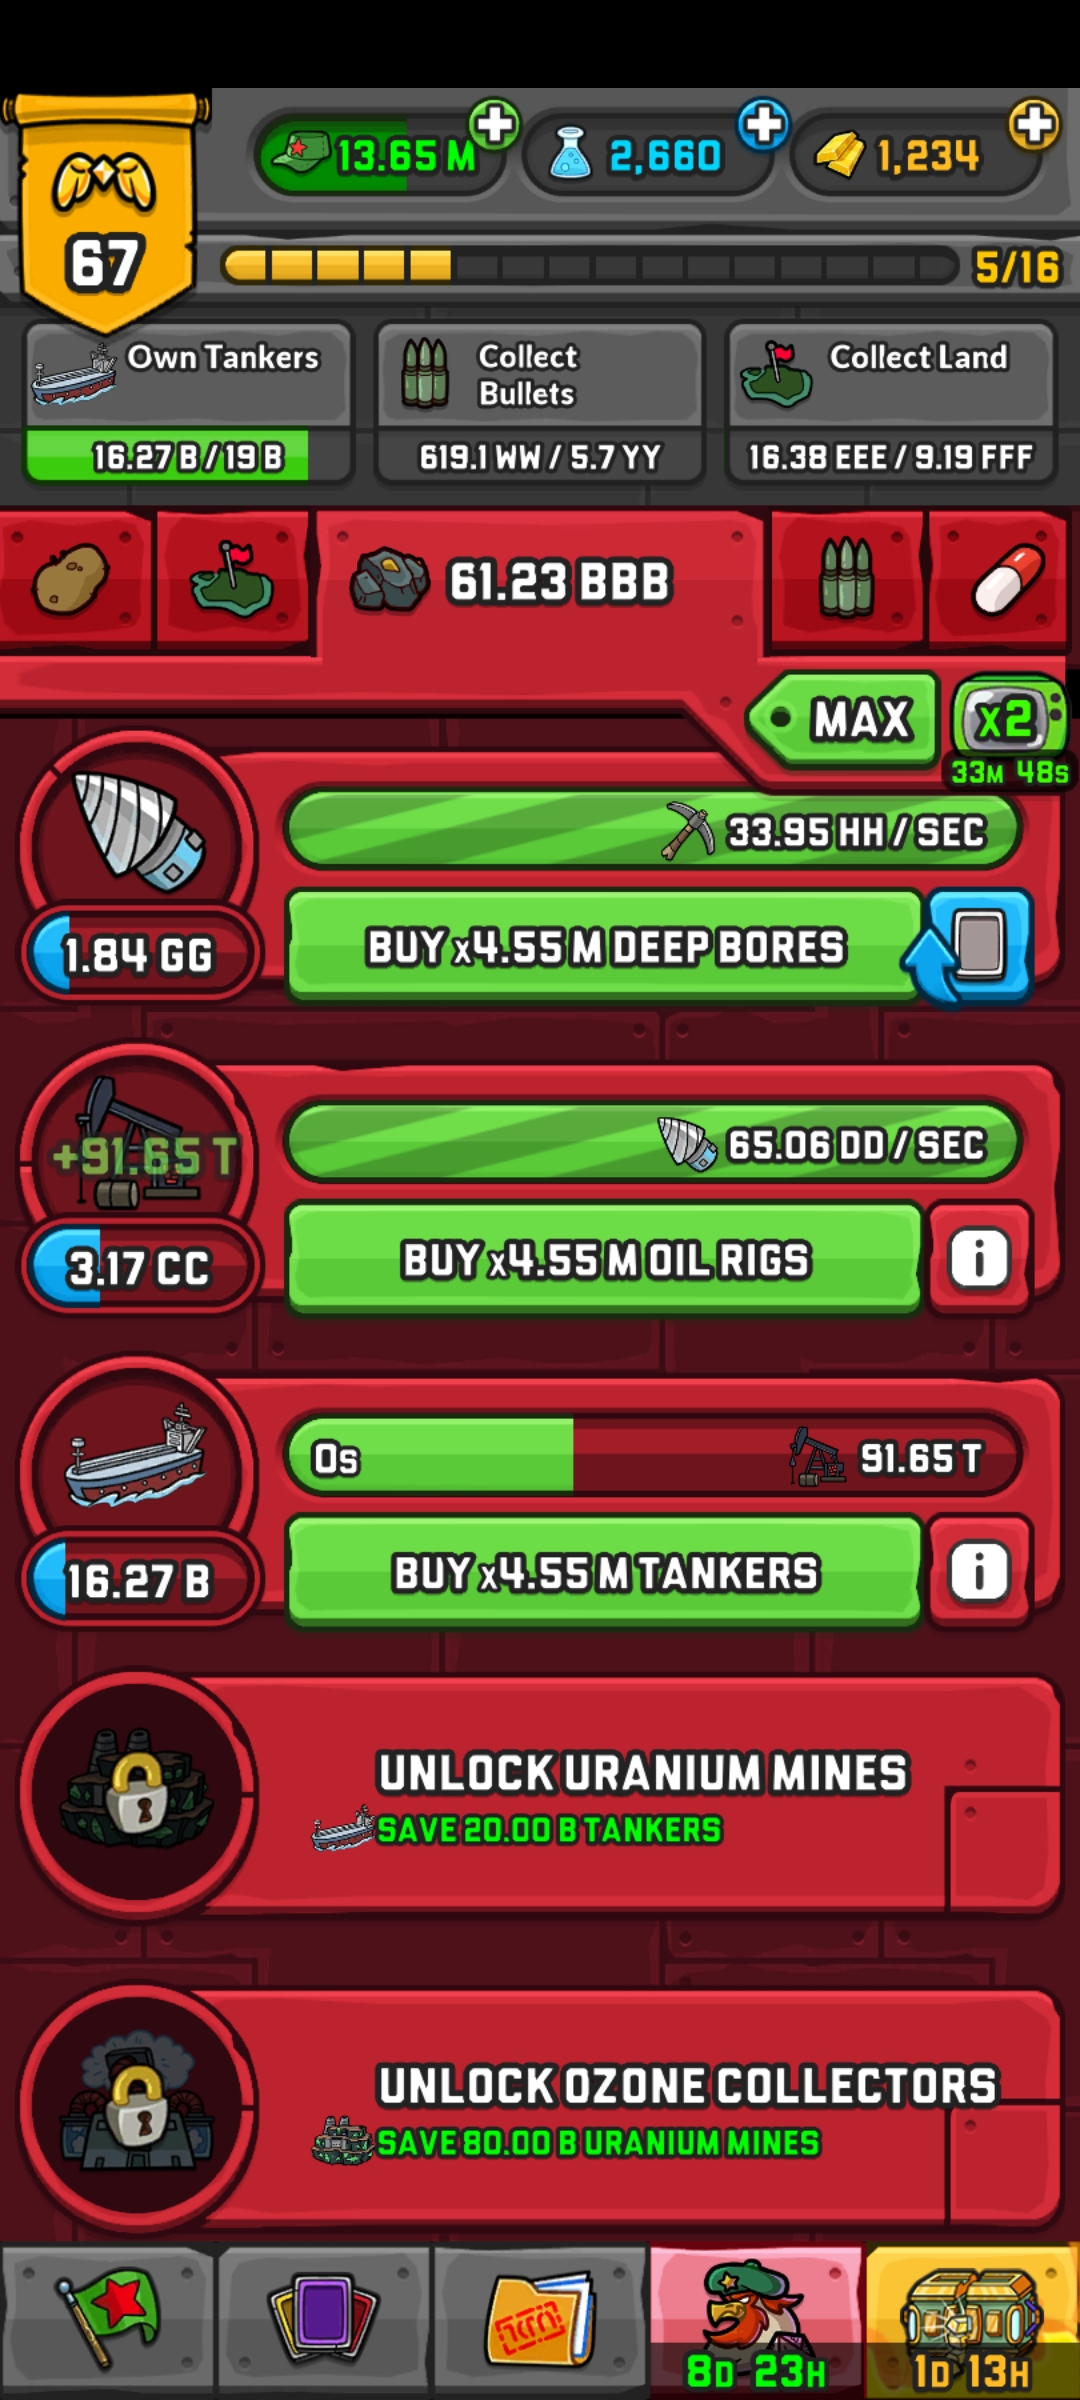 13.65 M
2,660
1,234
67
5/16
Own Tankers
16.27 B / 19 B
Collect
Bullets
619.1 WW / 5.7 YY
Collect Land
16.38 EEE / 9.19 FFF
61.23 BBB
MAX
x2
33M 48S
33.95 HH / SEC
1.84 GG
BUY x4.55 M DEEP BORES
+91.65 T
65.06 DD / SEC
3.17 CC
BUY x4.55 M OIL RIGS
i
0s
91.65 T
16.27 B
BUY x4.55 M TANKERS
i
UNLOCK URANIUM MINES
SAVE 20.00 B TANKERS
UNLOCK OZONE COLLECTORS
SAVE 80.00 B URANIUM MINES
8D 23H
1D 13H